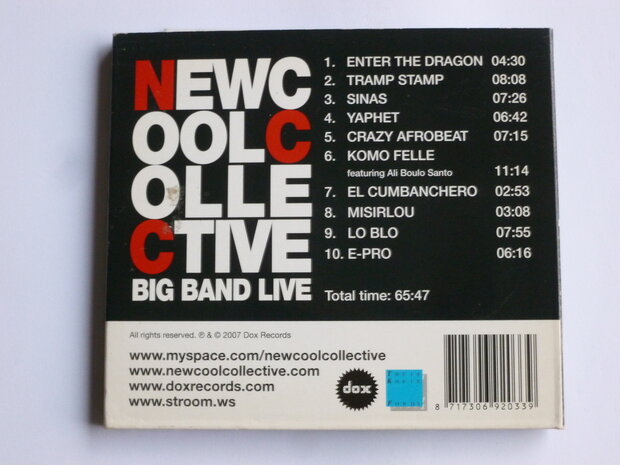 NEWC
OOLC
OLLE
CTIVE
BIG BAND LIVE
1. ENTER THE DRAGON 04:30
2. TRAMP STAMP 08:08
3. SINAS 07:26
4. YAPHET 06:42
5. CRAZY AFROBEAT 07:15
6. KOMO FELLE
featuring Ali Boulo Santo 11:14
7. EL CUMBANCHERO 02:53
8. MISIRLOU 03:08
9. LO BLO 07:55
10. E-PRO 06:16
Total time: 65:47
All rights reserved. ℗ & © 2007 Dox Records
www.myspace.com/newcoolcollective
www.newcoolcollective.com
www.doxrecords.com
www.stroom.ws
dox
8 717306 920339